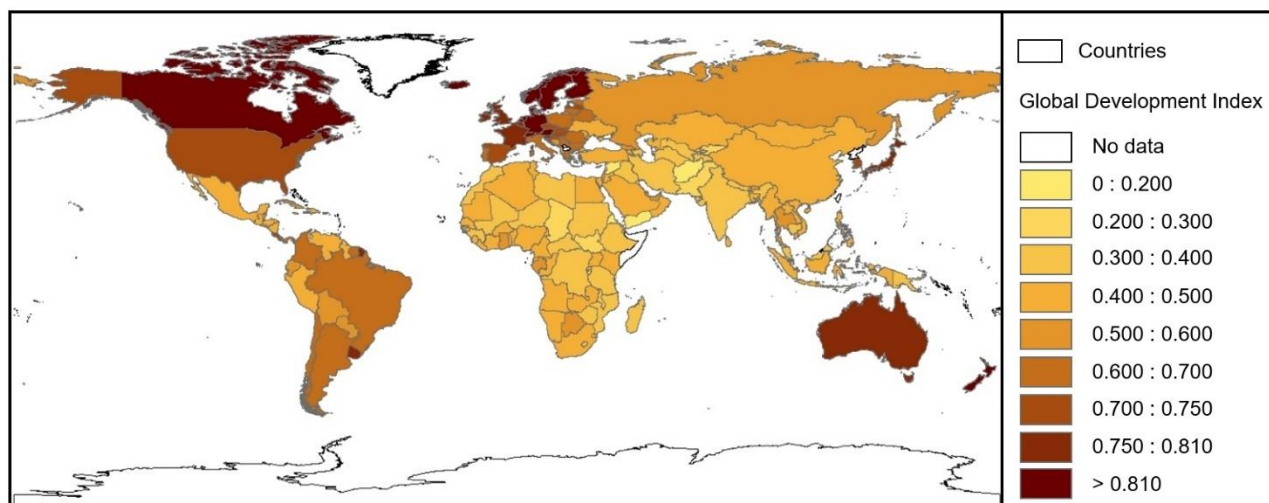 Countries
Global Development Index
No data
0 : 0.200
0.200 : 0.300
0.300 : 0.400
0.400 : 0.500
0.500 : 0.600
0.600 : 0.700
0.700 : 0.750
0.750 : 0.810
> 0.810